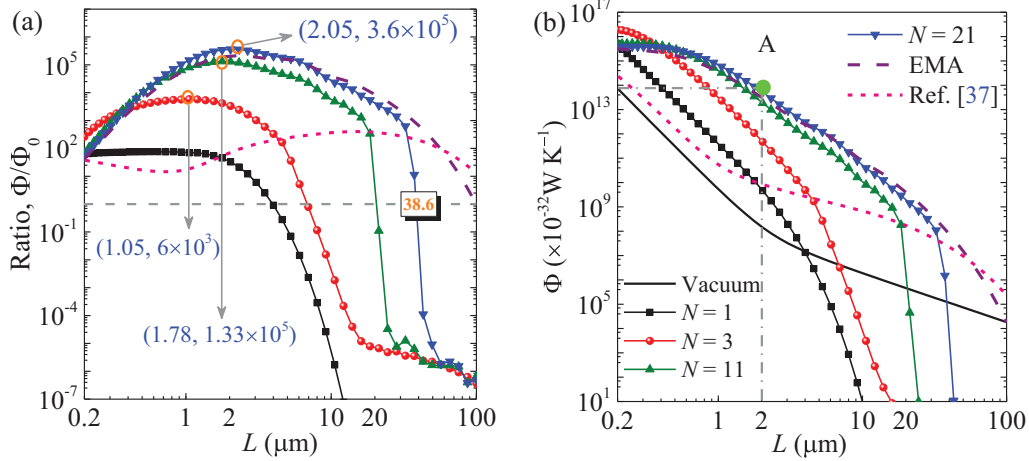 (a)
Ratio, Φ/Φ0
10^5
10^2
10^-1
10^-4
10^-7
(2.05, 3.6×10^5)
38.6
(1.05, 6×10^3)
(1.78, 1.33×10^5)
0.2 1 2 10 20 100
L (μm)
(b)
Φ (×10^-32 W K^-1)
10^17
10^13
10^9
10^5
10^1
A
N = 21
EMA
Ref. [37]
Vacuum
N = 1
N = 3
N = 11
0.2 1 2 10 20 100
L (μm)